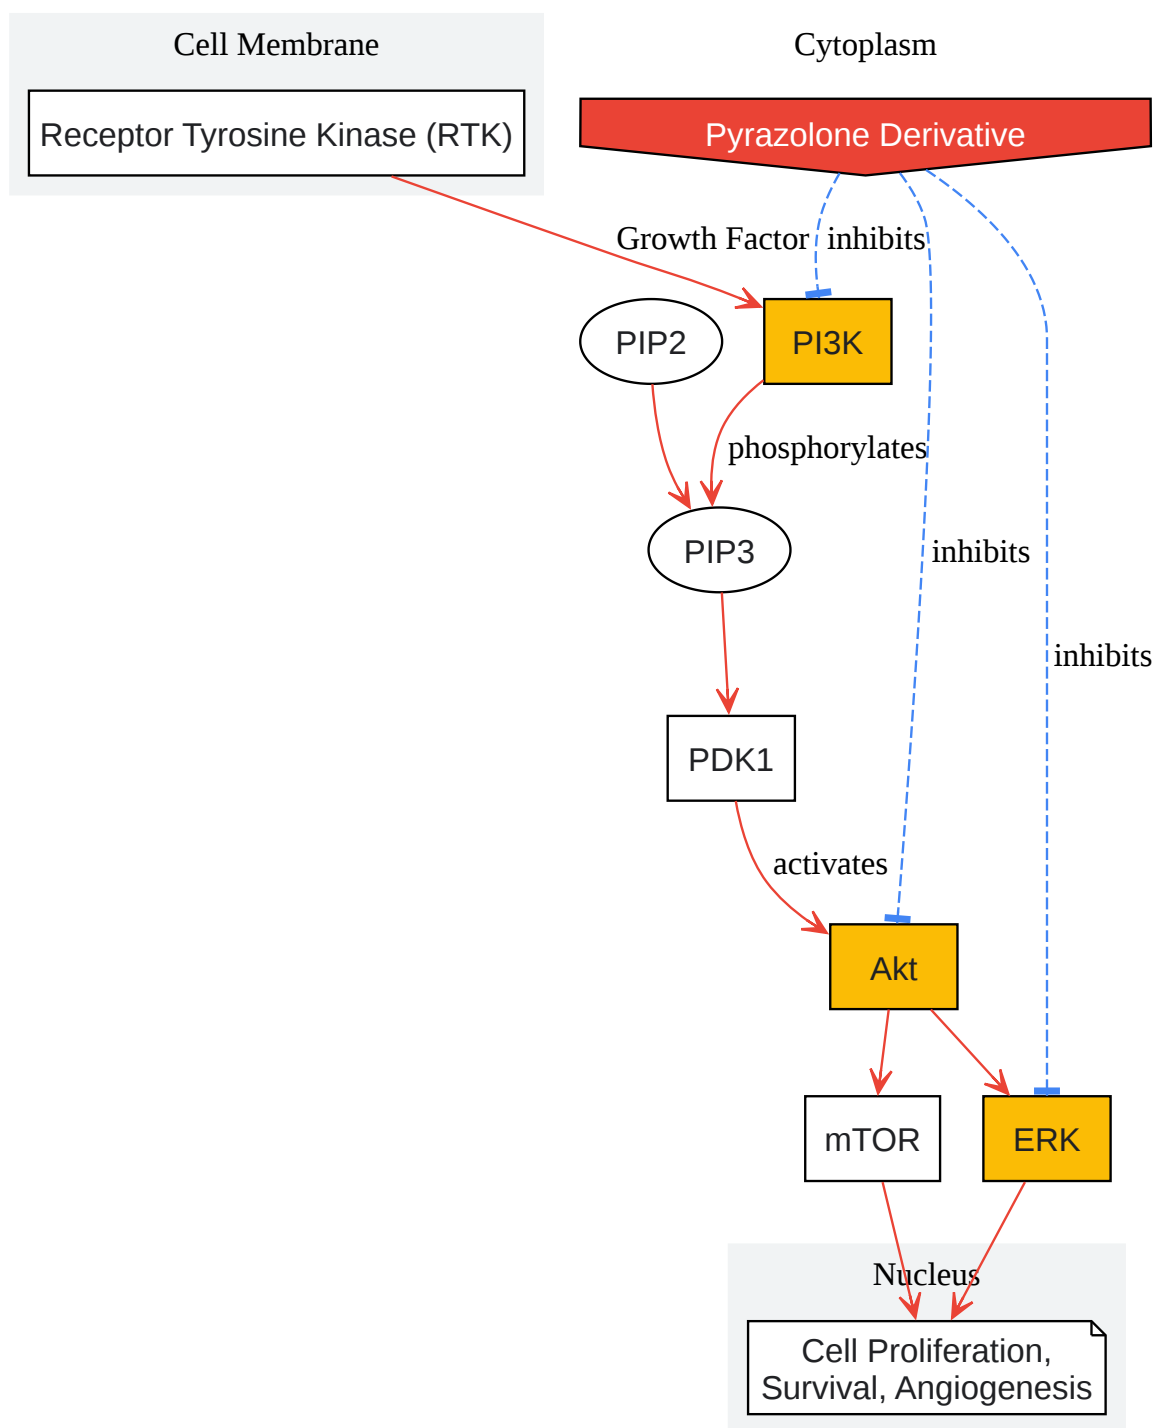 Cell Membrane
Cytoplasm
Receptor Tyrosine Kinase (RTK)
Pyrazolone Derivative
Growth Factor
inhibits
PIP2
PI3K
phosphorylates
PIP3
inhibits
inhibits
PDK1
activates
Akt
mTOR
ERK
Nucleus
Cell Proliferation,
Survival, Angiogenesis